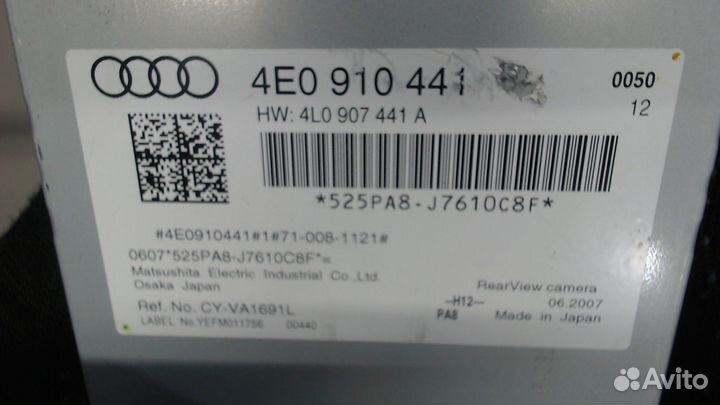 4E0 910 441
0050
12
HW: 4L0 907 441 A
*525PA8-J7610C8F*
#4E0910441#1#71-008-1121#
0607*525PA8-J7610C8F*=
Matsushita Electric Industrial Co.,Ltd.
Osaka Japan
RearView camera
Ref. No. CY-VA1691L
—H12—
06.2007
LABEL No.YEFM011756 00440
PA8
Made in Japan
Avito